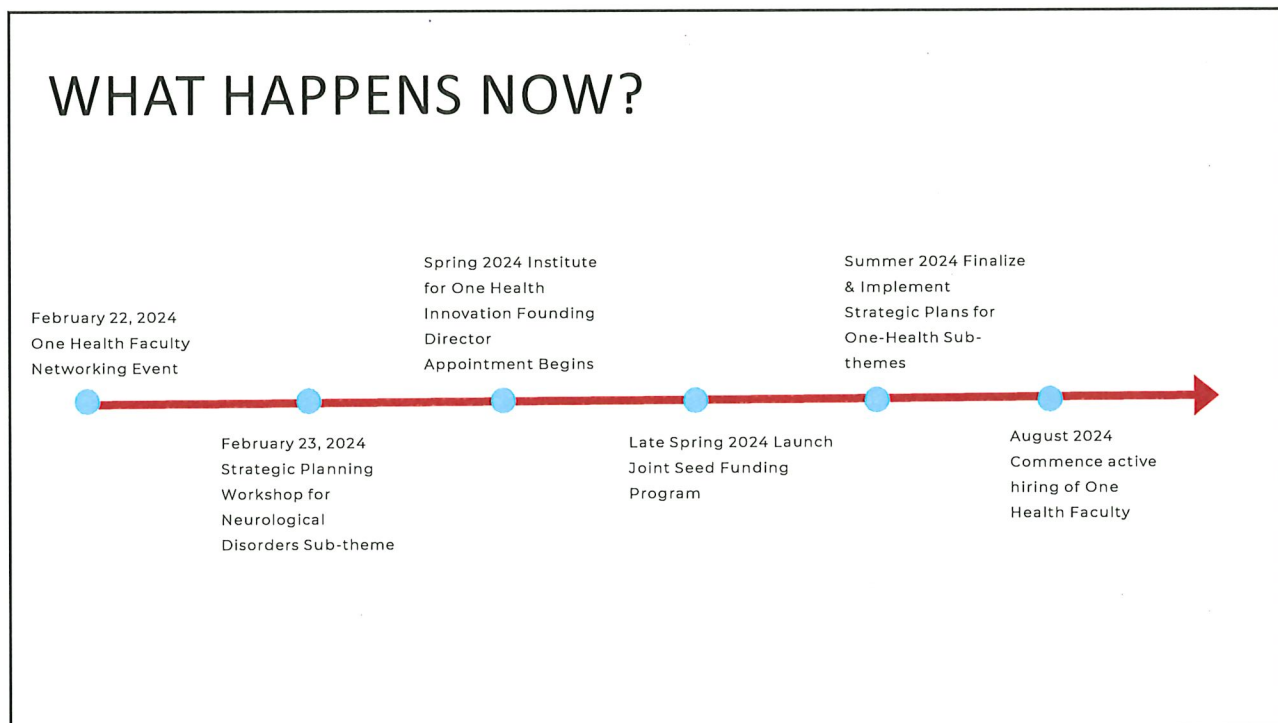 WHAT HAPPENS NOW?
February 22, 2024
One Health Faculty
Networking Event
February 23, 2024
Strategic Planning
Workshop for
Neurological
Disorders Sub-theme
Spring 2024 Institute
for One Health
Innovation Founding
Director
Appointment Begins
Late Spring 2024 Launch
Joint Seed Funding
Program
Summer 2024 Finalize
& Implement
Strategic Plans for
One-Health Sub-
themes
August 2024
Commence active
hiring of One
Health Faculty